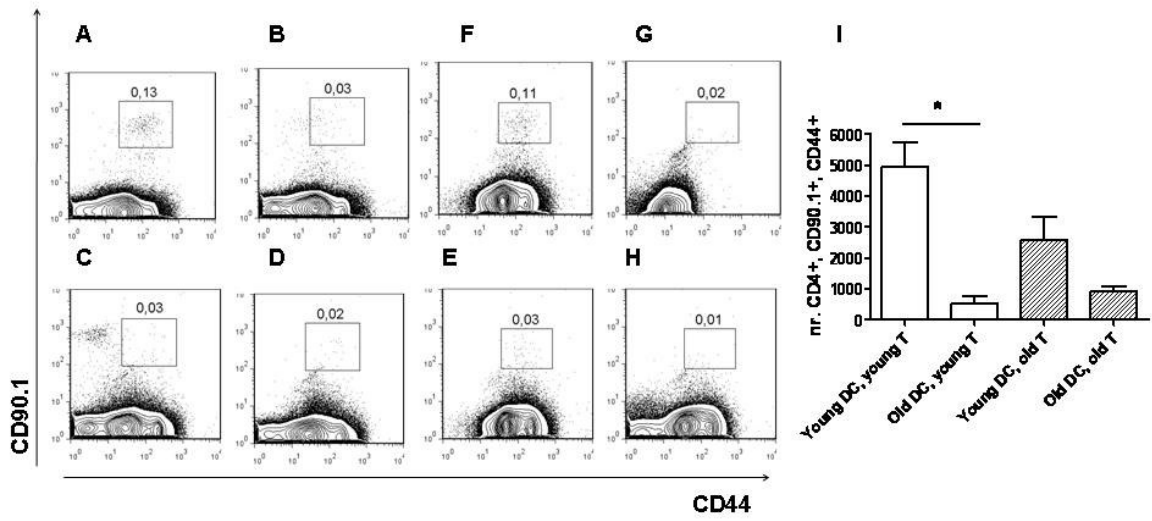 A
B
F
G
I
0,13
0,03
0,11
0,02
C
D
E
H
0,03
0,02
0,03
0,01
CD90.1
CD44
*
nr. CD4+, CD90.1+, CD44+
6000
5000
4000
3000
2000
1000
0
Young DC, young T
Old DC, young T
Young DC, old T
Old DC, old T